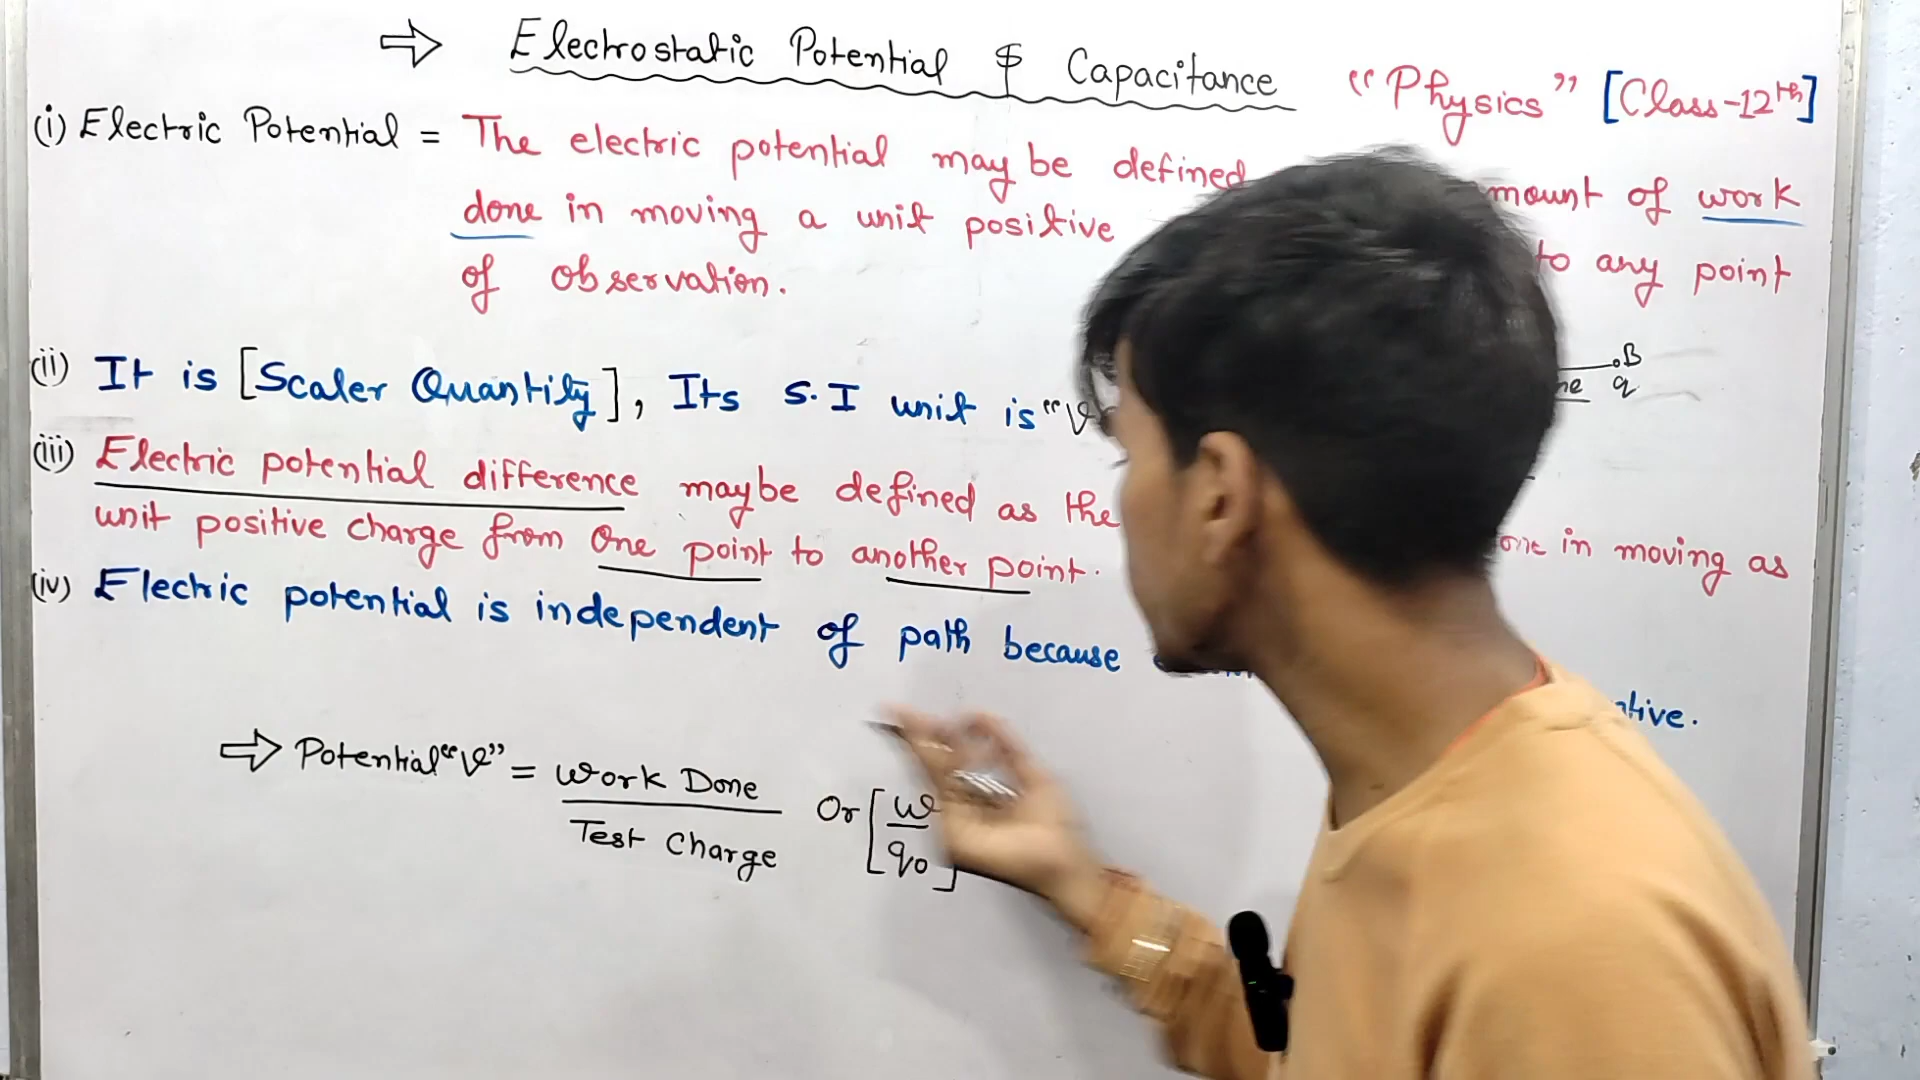 ⇒ Electrostatic Potential $ Capacitance "Physics" [Class-12th]
(i) Electric Potential = The electric potential may be defined mount of work
done in moving a unit positive to any point
of observation.
B
q
(ii) It is [Scaler Quantity], Its S.I unit is "V
(iii) Electric potential difference maybe defined as the one in moving as
unit positive charge from one point to another point.
(iv) Electric potential is independent of path because tive.
⇒ Potential "V" = Work Done
Test Charge
Or [W
q0]